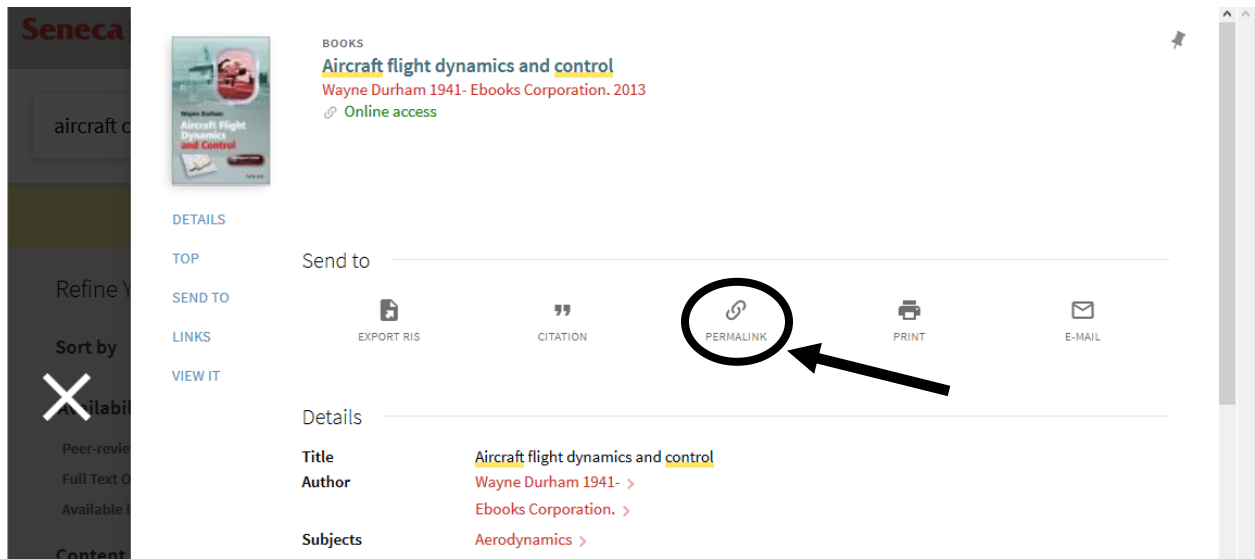 Seneca
aircraft c
Refine Y
Sort by
Availabil
Peer-revie
Full Text O
Available i
Content
Wayne Durham
Aircraft Flight
Dynamics
and Control
DETAILS
TOP
SEND TO
LINKS
VIEW IT
BOOKS
Aircraft flight dynamics and control
Wayne Durham 1941- Ebooks Corporation. 2013
Online access
Send to
EXPORT RIS
CITATION
PERMALINK
PRINT
E-MAIL
Details
Title Aircraft flight dynamics and control
Author Wayne Durham 1941-
Ebooks Corporation.
Subjects Aerodynamics